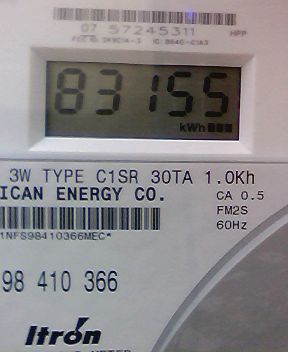 07 57245311
HPP
83155
kWh
3W TYPE C1SR 30TA 1.0Kh
ICAN ENERGY CO.
CA 0.5
FM2S
60Hz
1NFS98410366MEC*
98 410 366
Itron